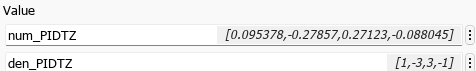 Value
num_PIDTZ [0.095378,-0.27857,0.27123,-0.088045]
den_PIDTZ [1,-3,3,-1]